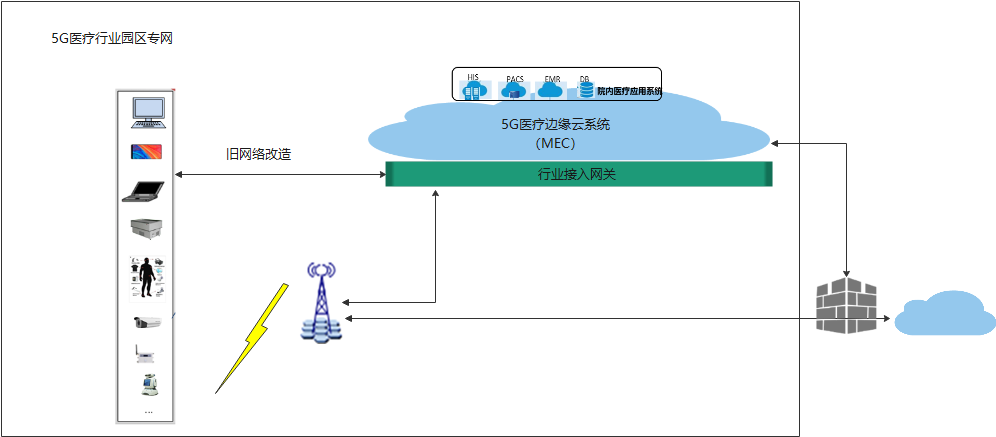 5G医疗行业园区专网
HIS PACS EMR DB
院内医疗应用系统
5G医疗边缘云系统
（MEC）
旧网络改造
行业接入网关
...